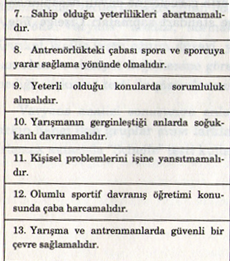 7. Sahip olduğu yeterlilikleri abartmamalı-
dır.
8. Antrenörlükteki çabası spora ve sporcuya
yarar sağlama yönünde olmalıdır.
9. Yeterli olduğu konularda sorumluluk
almalıdır.
10. Yarışmanın gerginleştiği anlarda soğuk-
kanlı davranmalıdır.
11. Kişisel problemlerini işine yansıtmamalı-
dır.
12. Olumlu sportif davranış öğretimi konu-
sunda çaba harcamalıdır.
13. Yarışma ve antrenmanlarda güvenli bir
çevre sağlamalıdır.